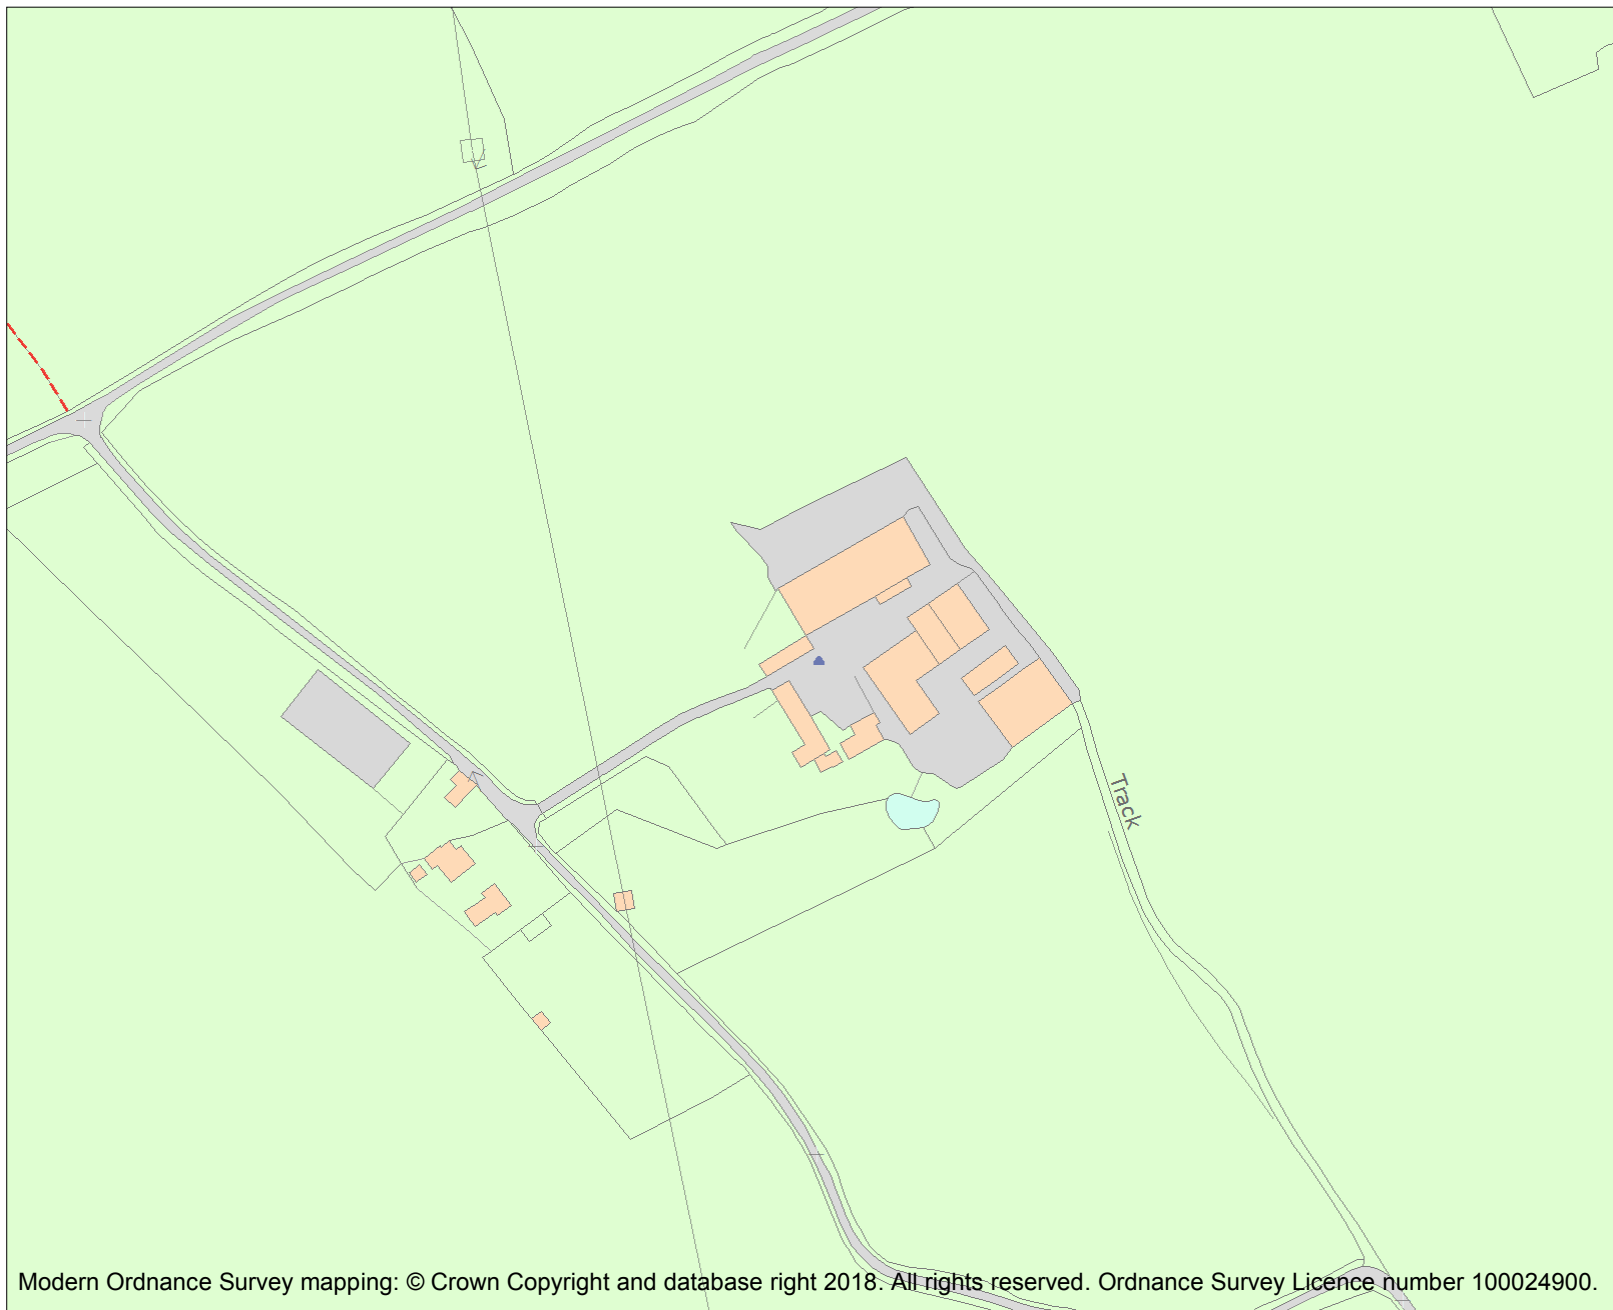 Track
Modern Ordnance Survey mapping: © Crown Copyright and database right 2018. All rights reserved. Ordnance Survey Licence number 100024900.